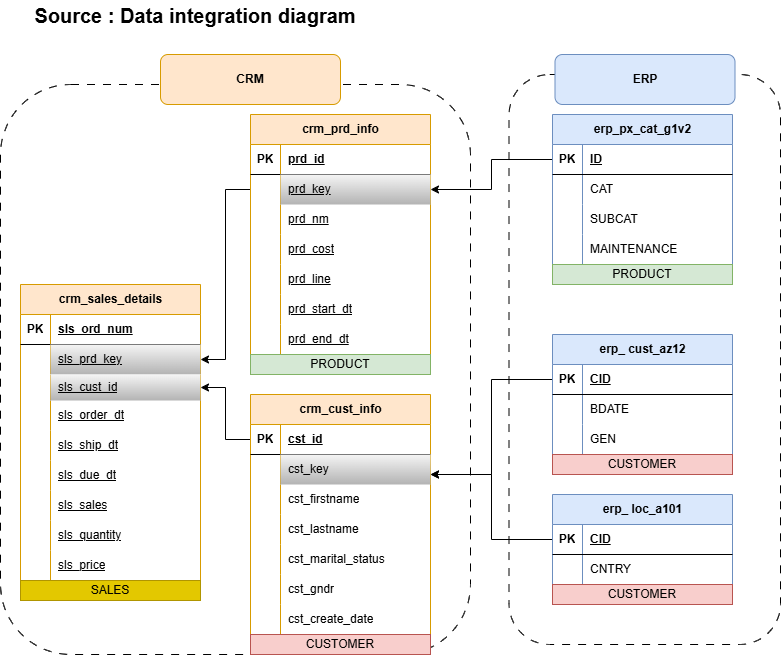 Source : Data integration diagram
CRM
ERP
crm_prd_info
PK prd_id
prd_key
prd_nm
prd_cost
prd_line
prd_start_dt
prd_end_dt
PRODUCT
erp_px_cat_g1v2
PK ID
CAT
SUBCAT
MAINTENANCE
PRODUCT
crm_sales_details
PK sls_ord_num
sls_prd_key
sls_cust_id
sls_order_dt
sls_ship_dt
sls_due_dt
sls_sales
sls_quantity
sls_price
SALES
crm_cust_info
PK cst_id
cst_key
cst_firstname
cst_lastname
cst_marital_status
cst_gndr
cst_create_date
CUSTOMER
erp_ cust_az12
PK CID
BDATE
GEN
CUSTOMER
erp_ loc_a101
PK CID
CNTRY
CUSTOMER